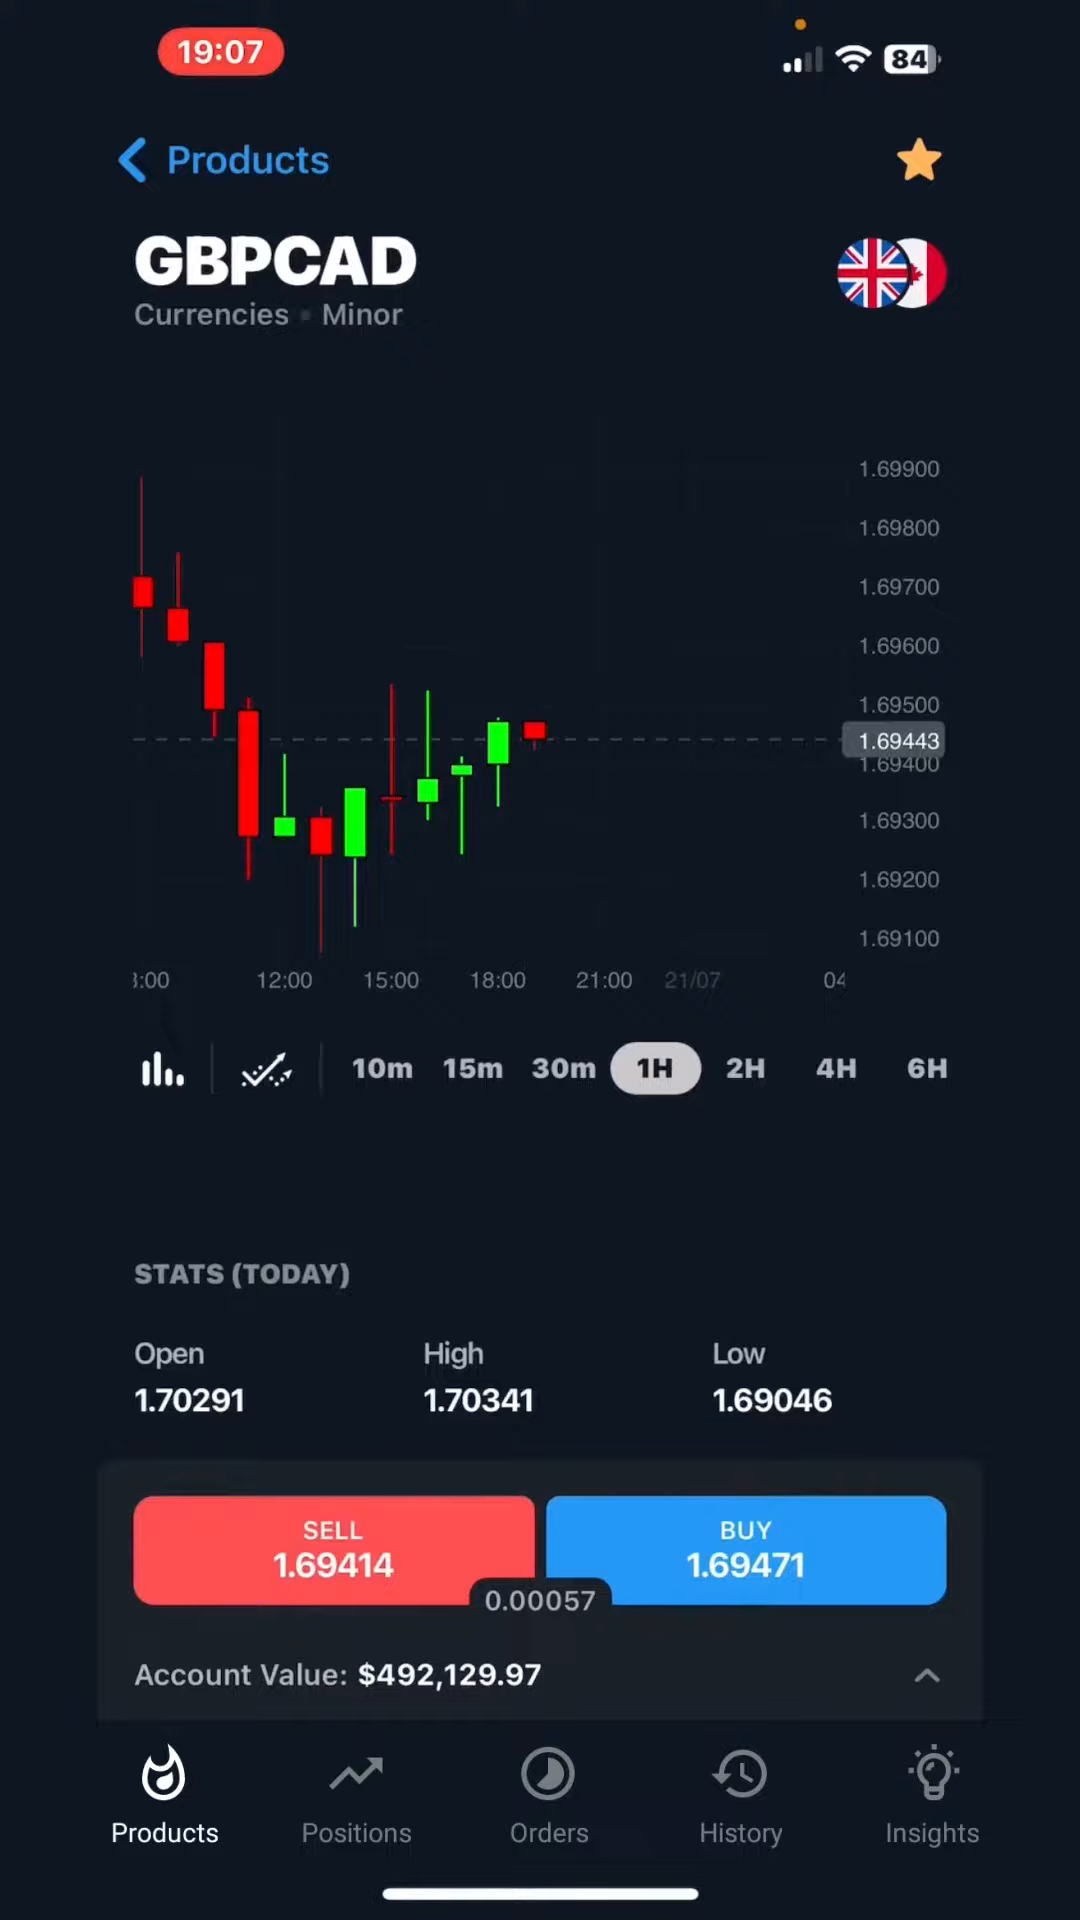 19:07
84
Products
GBPCAD
Currencies • Minor
1.69900
1.69800
1.69700
1.69600
1.69500
1.69443
1.69400
1.69300
1.69200
1.69100
3:00 12:00 15:00 18:00 21:00 21/07 04
10m 15m 30m 1H 2H 4H 6H
STATS (TODAY)
Open High Low
1.70291 1.70341 1.69046
SELL BUY
1.69414 1.69471
0.00057
Account Value: $492,129.97
Products Positions Orders History Insights